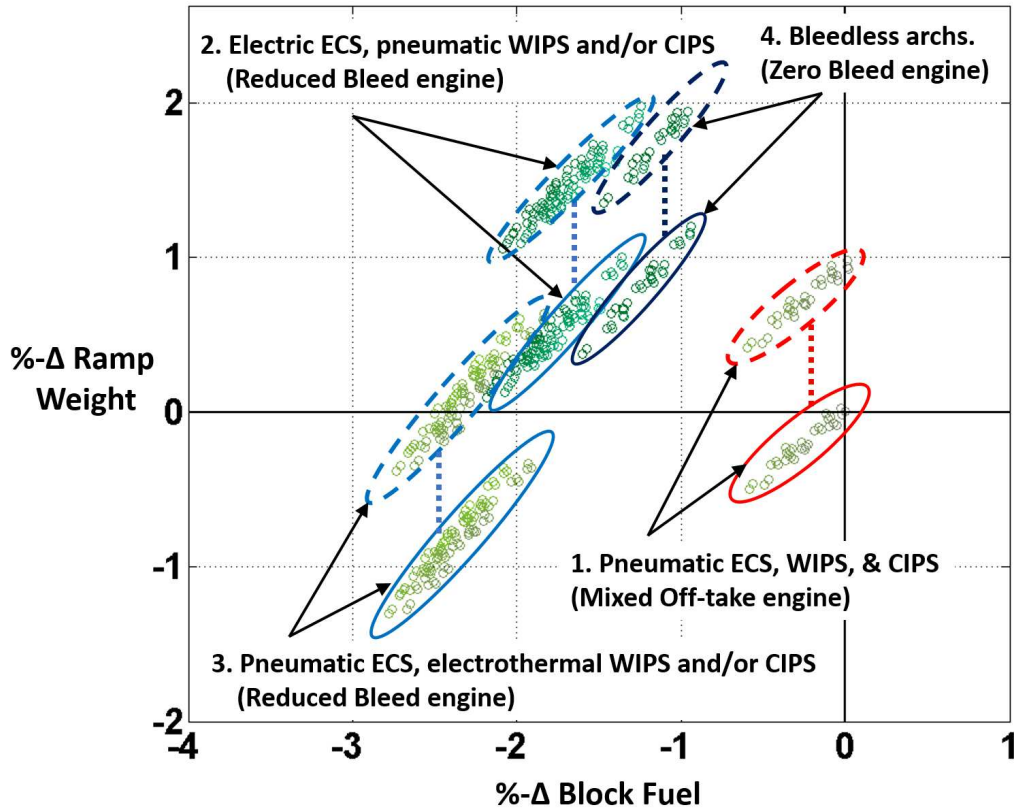 2. Electric ECS, pneumatic WIPS and/or CIPS
(Reduced Bleed engine)
4. Bleedless archs.
(Zero Bleed engine)
2
1
0
-1
-2
%-Δ Ramp
Weight
1. Pneumatic ECS, WIPS, & CIPS
(Mixed Off-take engine)
3. Pneumatic ECS, electrothermal WIPS and/or CIPS
(Reduced Bleed engine)
-4
-3
-2
-1
0
1
%-Δ Block Fuel